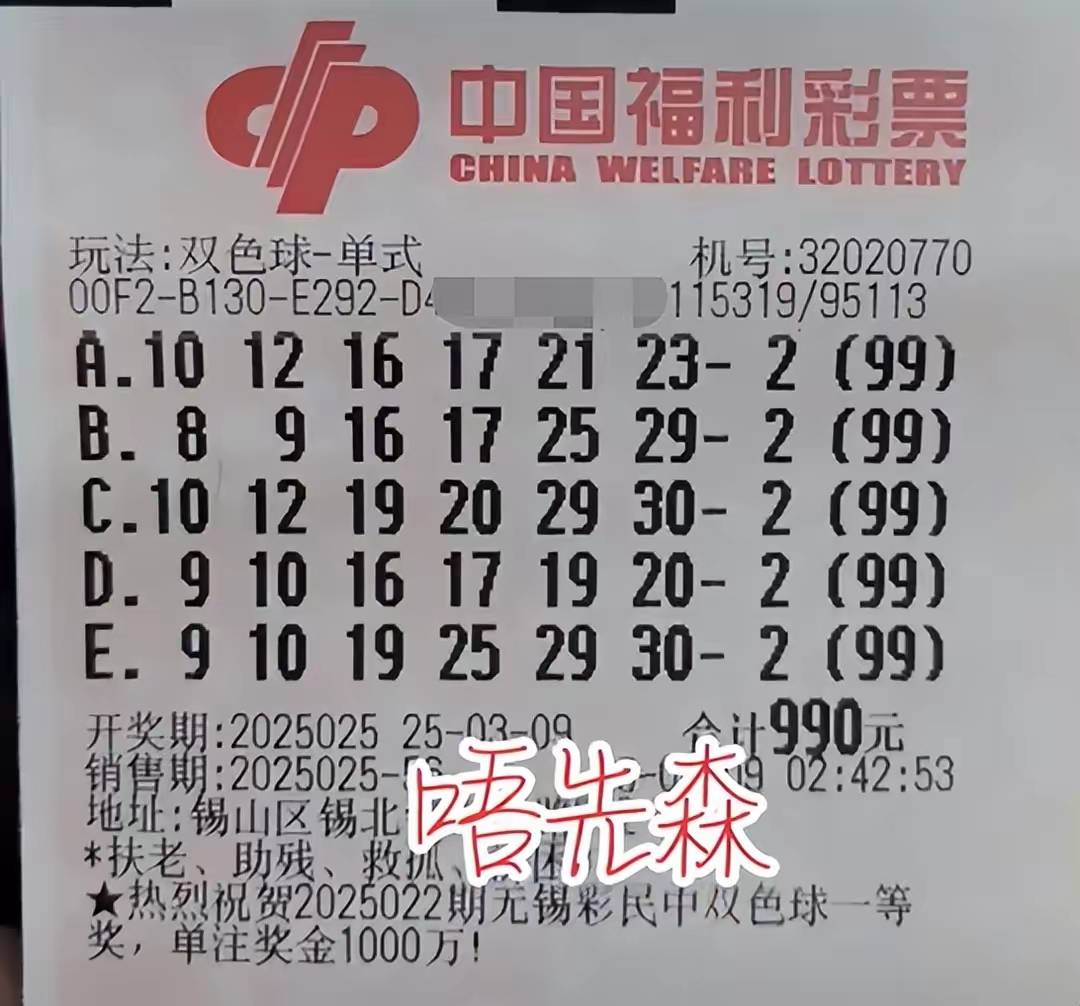 中国福利彩票
CHINA WELFARE LOTTERY
玩法:双色球-单式 机号:32020770
00F2-B130-E292-D4 115319/95113
A.10 12 16 17 21 23- 2 (99)
B. 8 9 16 17 25 29- 2 (99)
C.10 12 19 20 29 30- 2 (99)
D. 9 10 16 17 19 20- 2 (99)
E. 9 10 19 25 29 30- 2 (99)
开奖期:2025025 25-03-09 合计990元
销售期:2025025- 09 02:42:53
地址:锡山区锡北
唔先森
*扶老、助残、救孤、 困
★热烈祝贺2025022期无锡彩民中双色球一等
奖，单注奖金1000万!